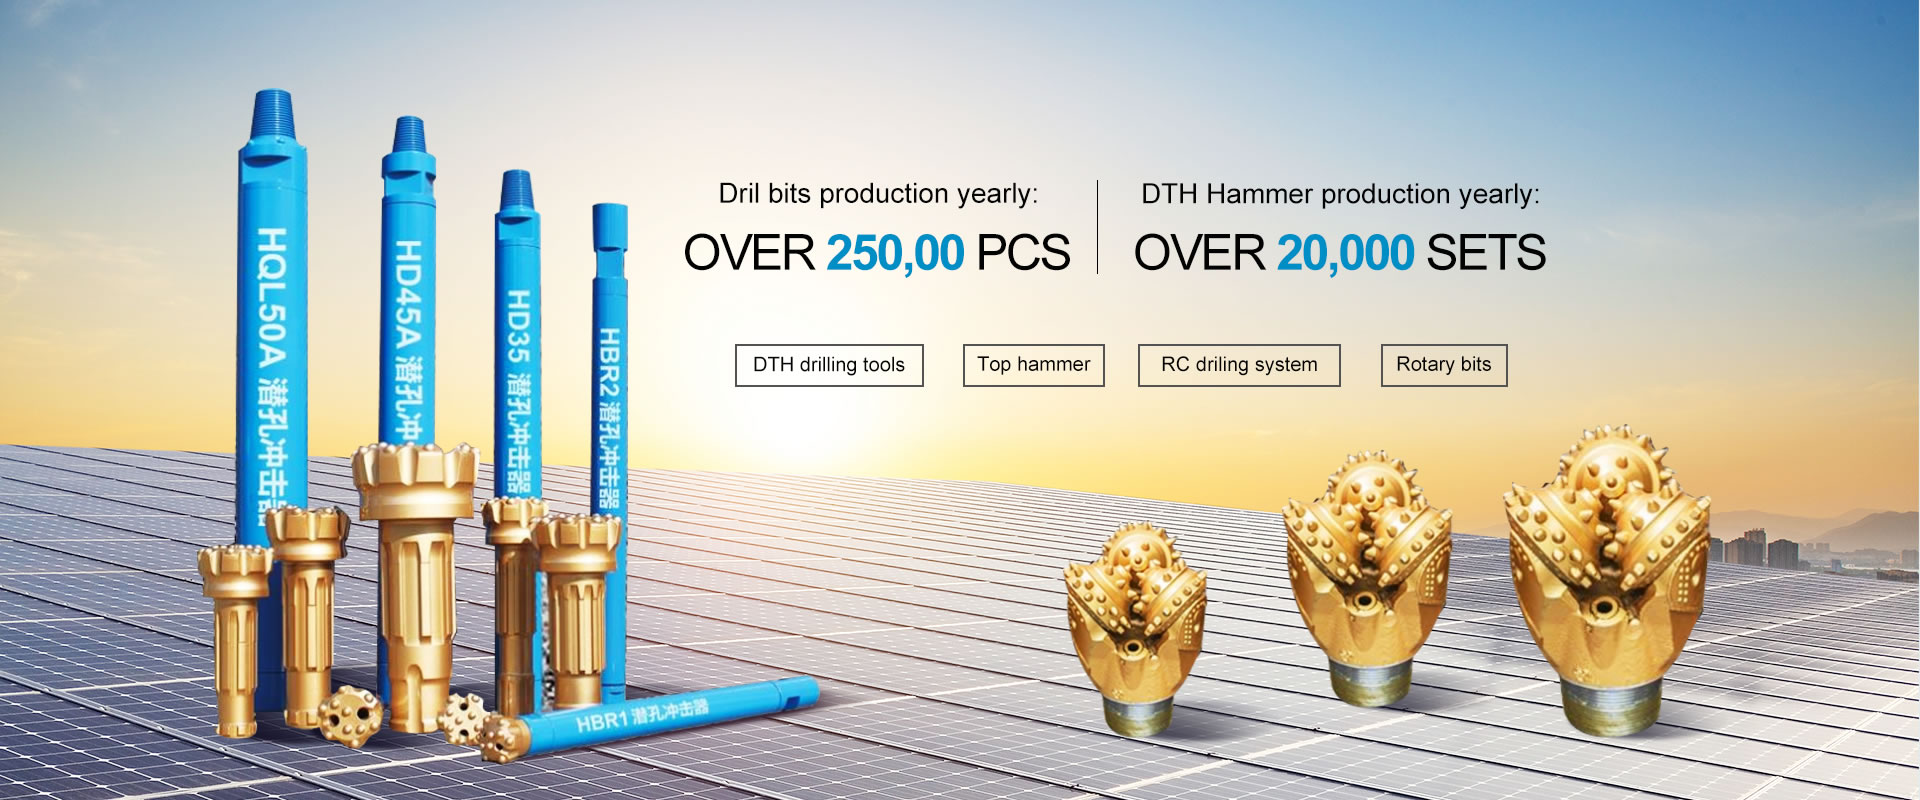 HQL50A 潜孔冲击器
HD45A 潜孔冲
HD35 潜孔冲击器
HBR2 潜孔冲击器
HBR1 潜孔冲击器
Dril bits production yearly:
OVER 250,00 PCS
DTH Hammer production yearly:
OVER 20,000 SETS
DTH drilling tools
Top hammer
RC driling system
Rotary bits